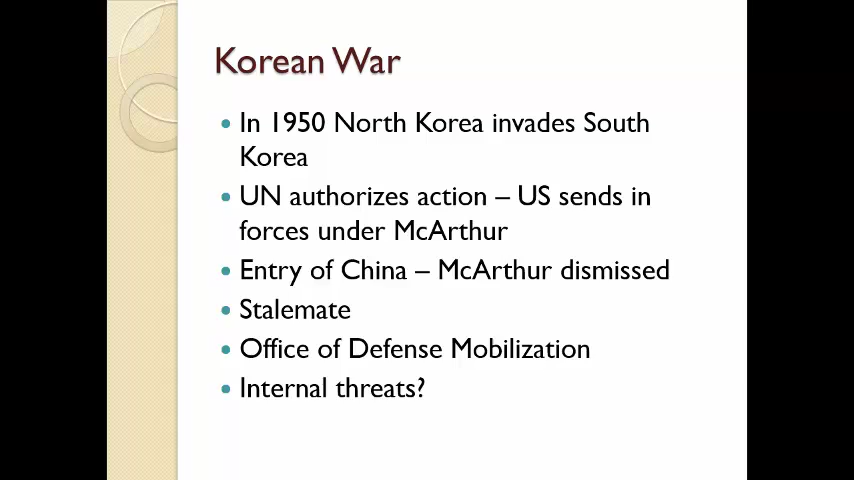 Korean War
• In 1950 North Korea invades South
Korea
• UN authorizes action – US sends in
forces under McArthur
• Entry of China – McArthur dismissed
• Stalemate
• Office of Defense Mobilization
• Internal threats?